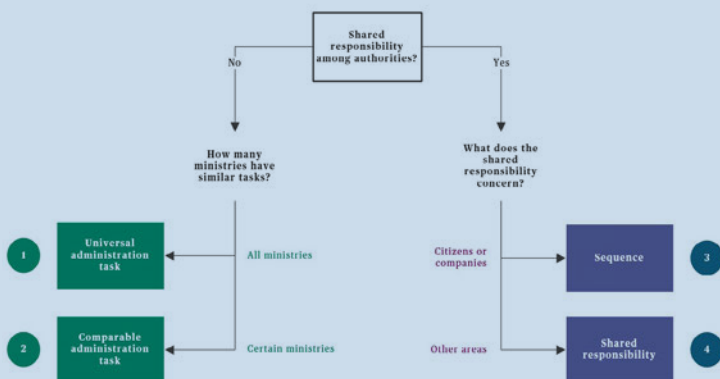 Shared
responsibility
among authorities?
No
Yes
How many
ministries have
similar tasks?
What does the
shared
responsibility
concern?
1
Universal
administration
task
All ministries
Citizens or
companies
Sequence
3
2
Comparable
administration
task
Certain ministries
Other areas
Shared
responsibility
4